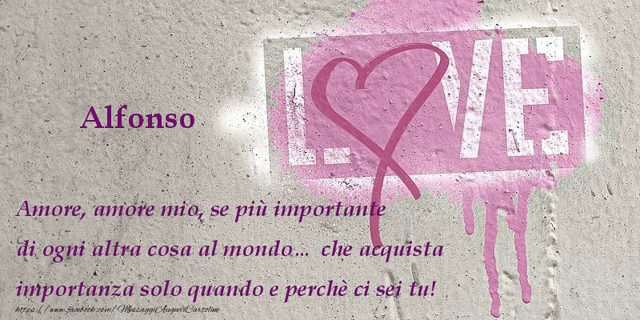 LOVE
Alfonso
Amore, amore mio, se più importante
di ogni altra cosa al mondo... che acquista
importanza solo quando e perchè ci sei tu!
https://www.facebook.com/MessaggiAuguriCartoline